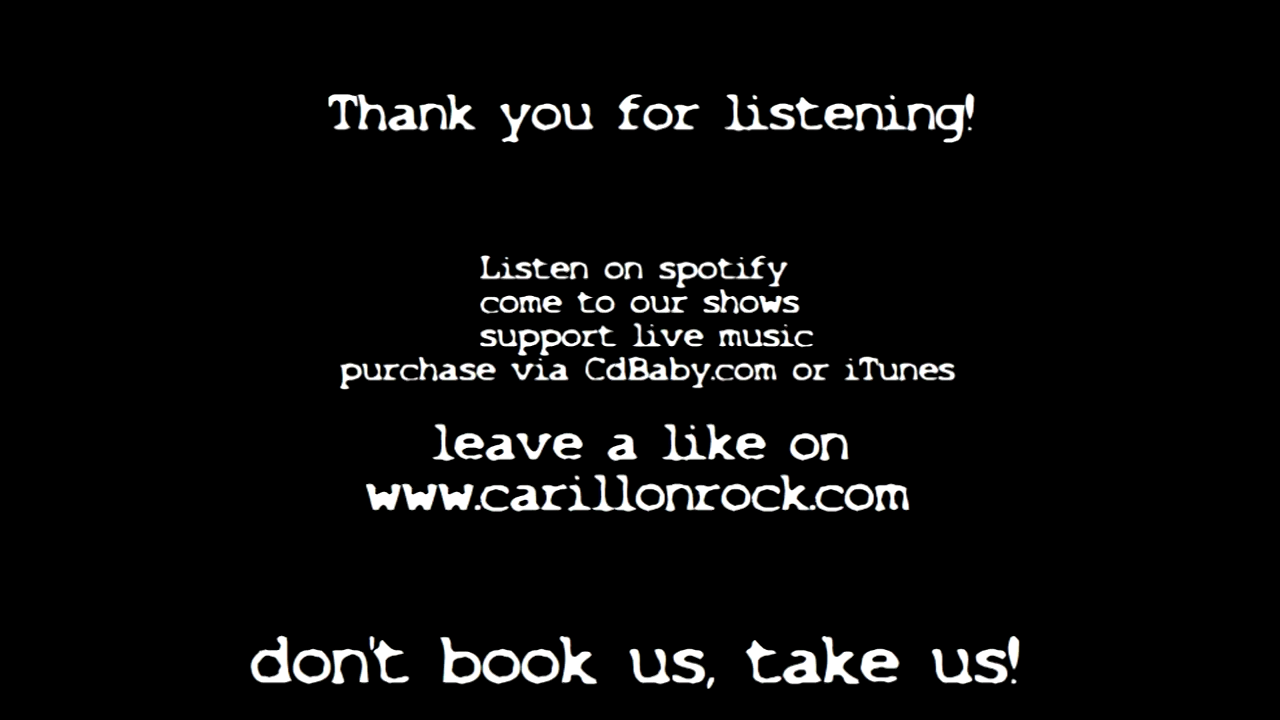 Thank you for listening!
Listen on spotify
come to our shows
support live music
purchase via CdBaby.com or iTunes
leave a like on
www.carillonrock.com
don't book us, take us!